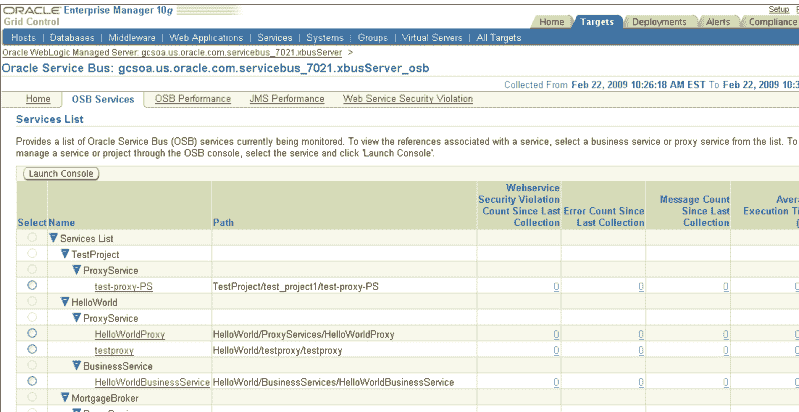 ORACLE Enterprise Manager 10g
Grid Control
Setup
Home Targets Deployments Alerts Compliance
Hosts | Databases | Middleware | Web Applications | Services | Systems | Groups | Virtual Servers | All Targets
Oracle WebLogic Managed Server: gcsoa.us.oracle.com.servicebus_7021.xbusServer >
Oracle Service Bus: gcsoa.us.oracle.com.servicebus_7021.xbusServer_osb
Collected From Feb 22, 2009 10:26:18 AM EST To Feb 22, 2009 10:3
Home OSB Services OSB Performance JMS Performance Web Service Security Violation
Services List
Provides a list of Oracle Service Bus (OSB) services currently being monitored. To view the references associated with a service, select a business service or proxy service from the list. To
manage a service or project through the OSB console, select the service and click 'Launch Console'.
Launch Console
Select Name Path Webservice Security Violation Count Since Last Collection Error Count Since Last Collection Message Count Since Last Collection Execution
Services List
TestProject
ProxyService
test-proxy-PS TestProject/test_project1/test-proxy-PS 0 0 0 0
HelloWorld
ProxyService
HelloWorldProxy HelloWorld/ProxyServices/HelloWorldProxy 0 0 0 0
testproxy HelloWorld/testproxy/testproxy 0 0 0 0
BusinessService
HelloWorldBusinessService HelloWorld/BusinessServices/HelloWorldBusinessService 0 0 0 0
MortgageBroker